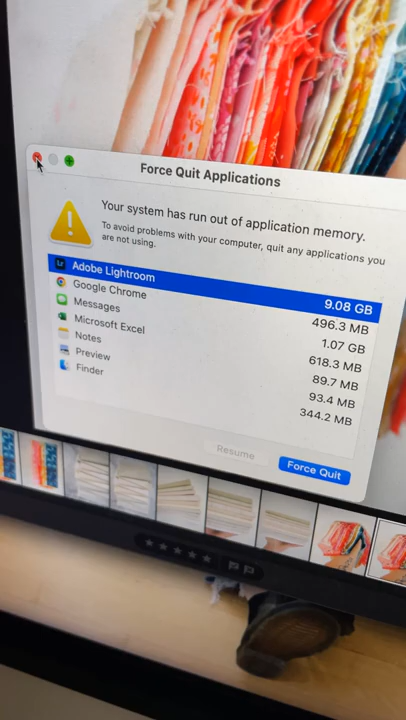 Force Quit Applications
Your system has run out of application memory.
To avoid problems with your computer, quit any applications you
are not using.
Lr Adobe Lightroom 9.08 GB
Google Chrome 496.3 MB
Messages 1.07 GB
Microsoft Excel 618.3 MB
Notes 89.7 MB
Preview 93.4 MB
Finder 344.2 MB
Resume Force Quit